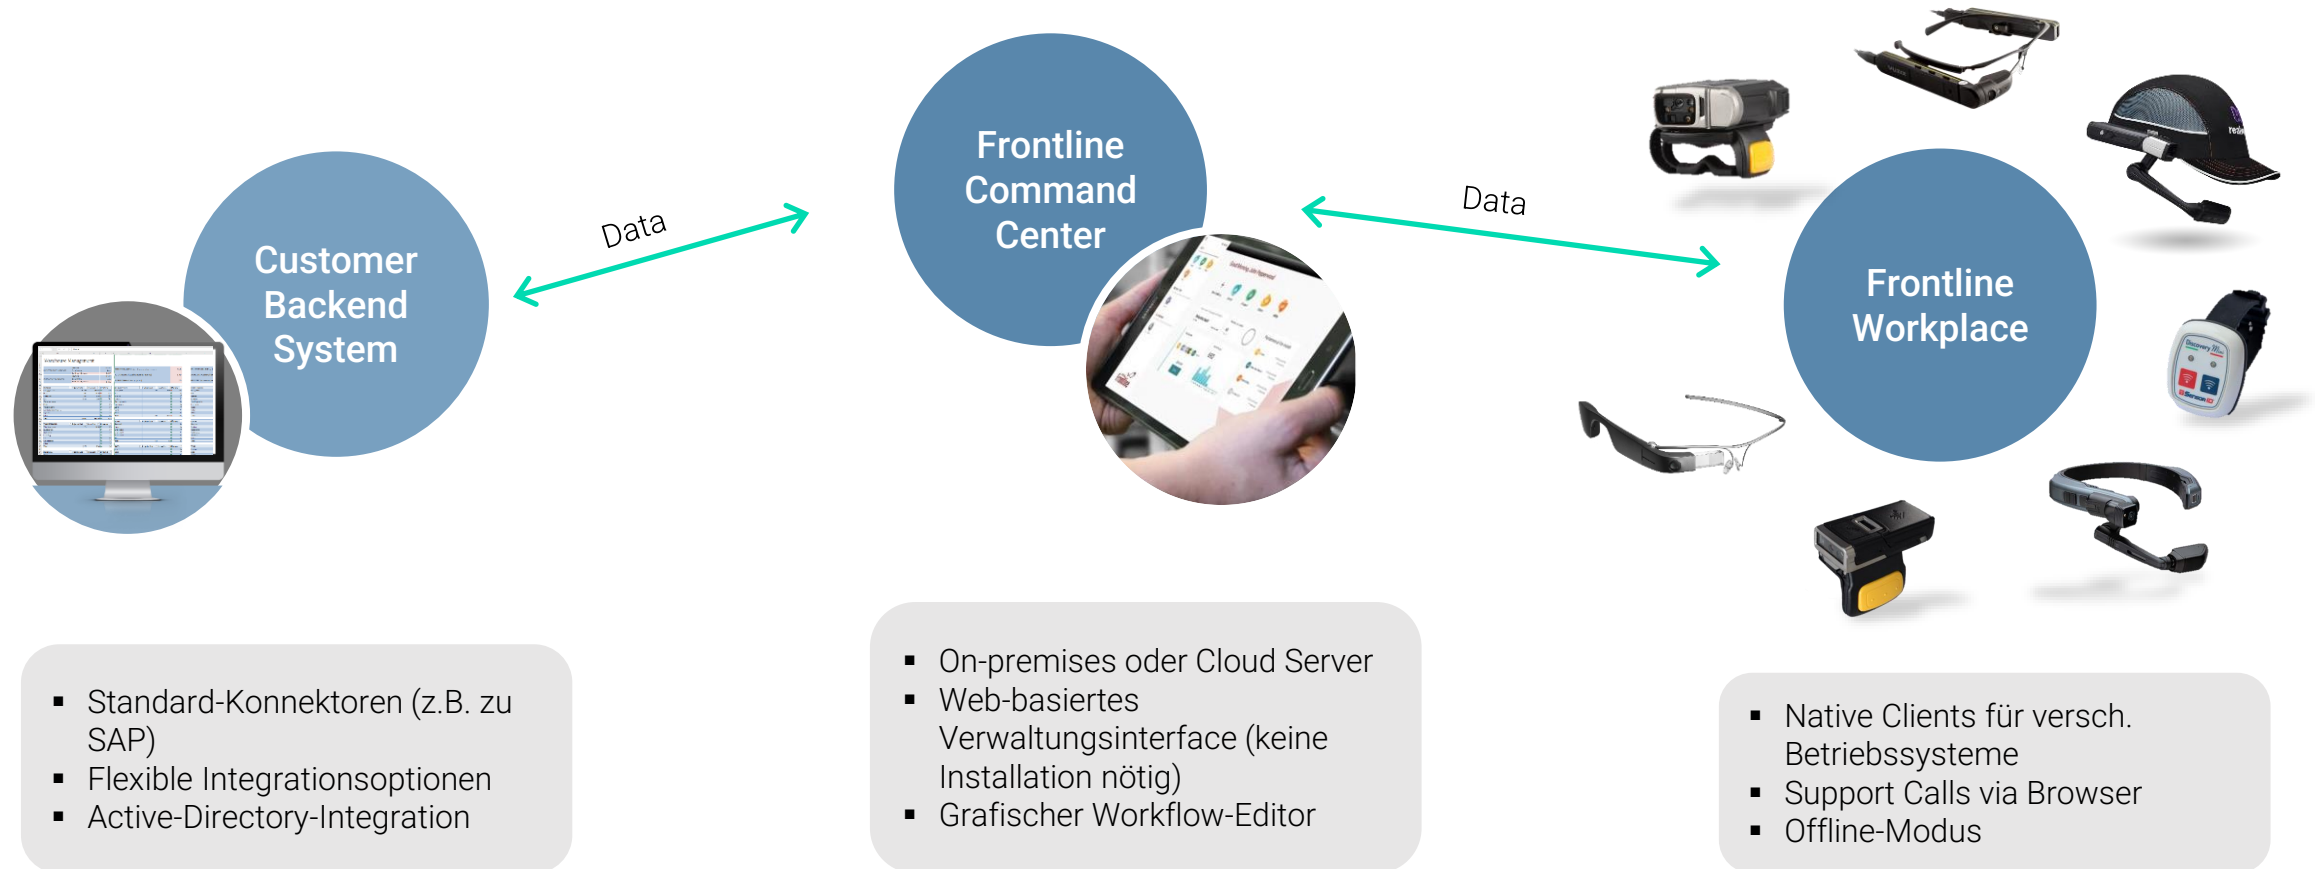 Customer
Backend
System
Data
Frontline
Command
Center
Data
Frontline
Workplace
Discovery Mini
▪ Standard-Konnektoren (z.B. zu
SAP)
▪ Flexible Integrationsoptionen
▪ Active-Directory-Integration
▪ On-premises oder Cloud Server
▪ Web-basiertes
Verwaltungsinterface (keine
Installation nötig)
▪ Grafischer Workflow-Editor
▪ Native Clients für versch.
Betriebssysteme
▪ Support Calls via Browser
▪ Offline-Modus